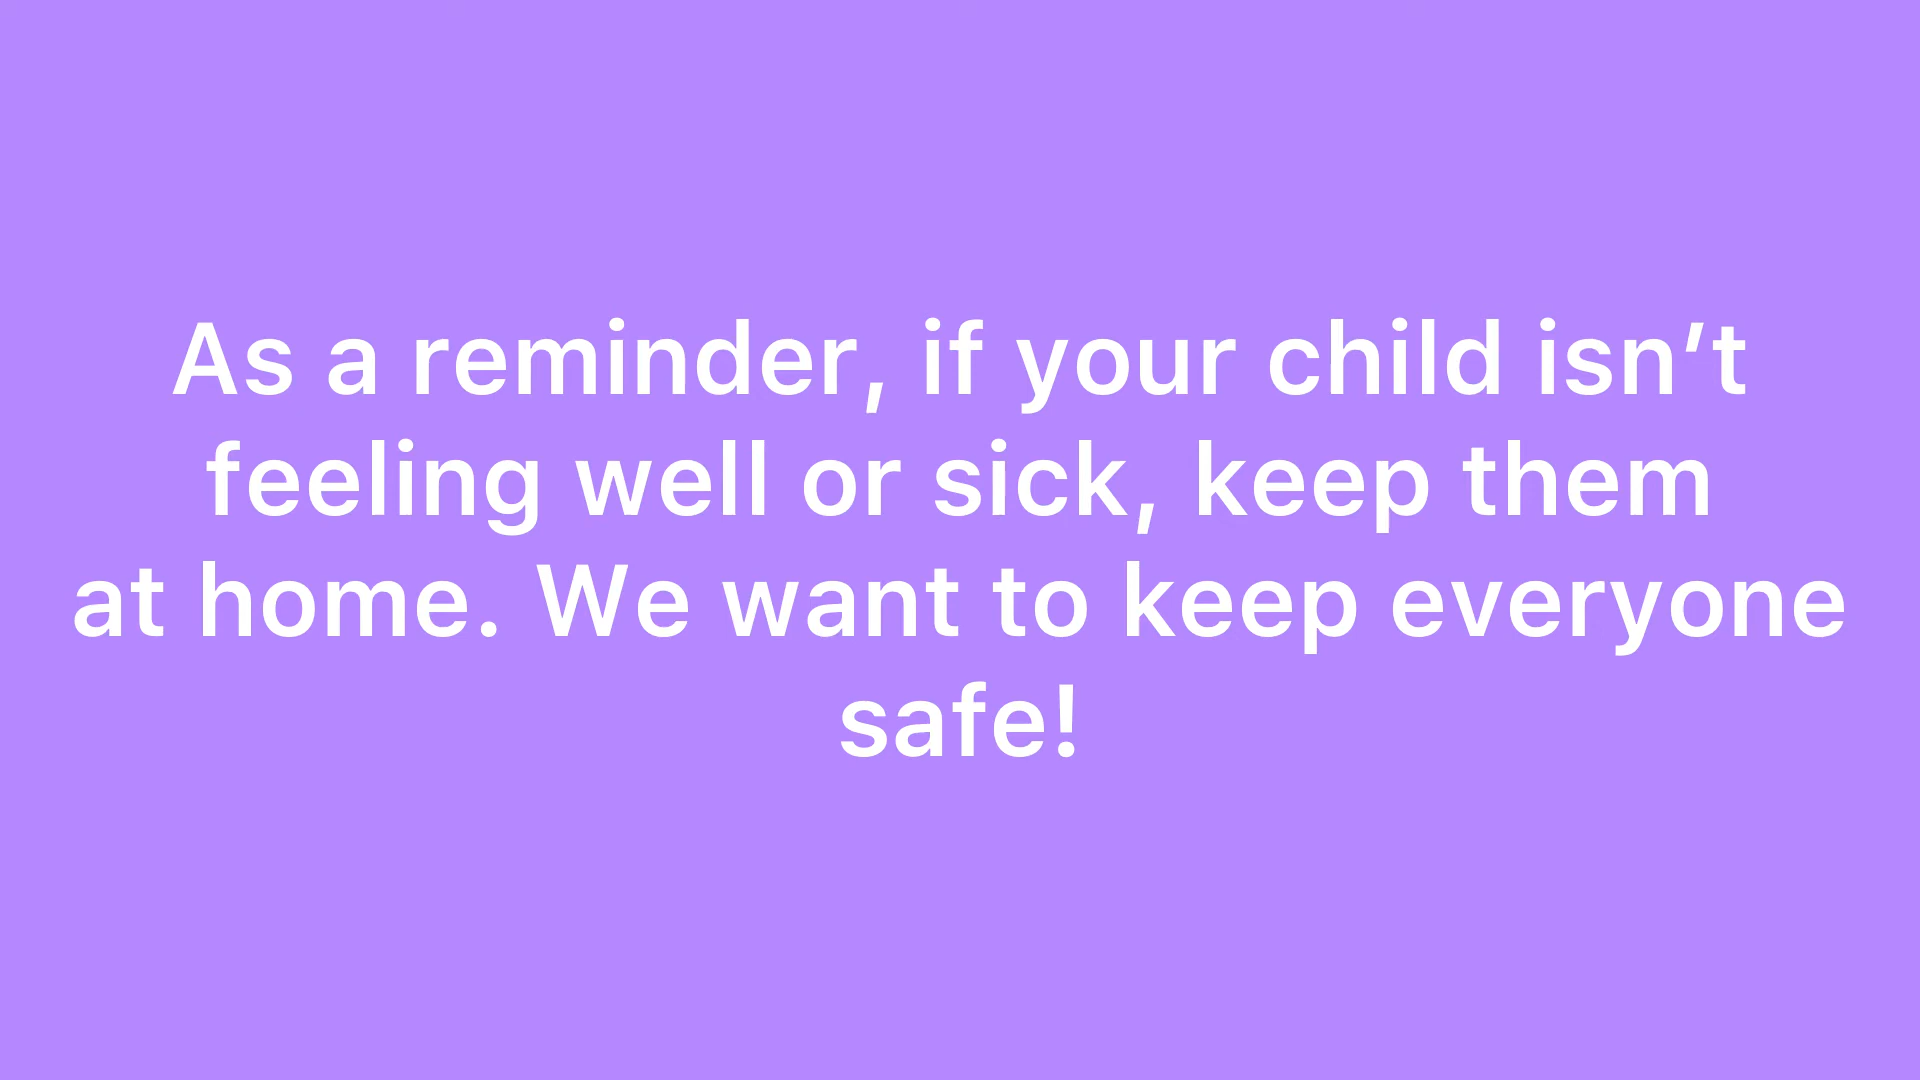 As a reminder, if your child isn’t
feeling well or sick, keep them
at home. We want to keep everyone
safe!